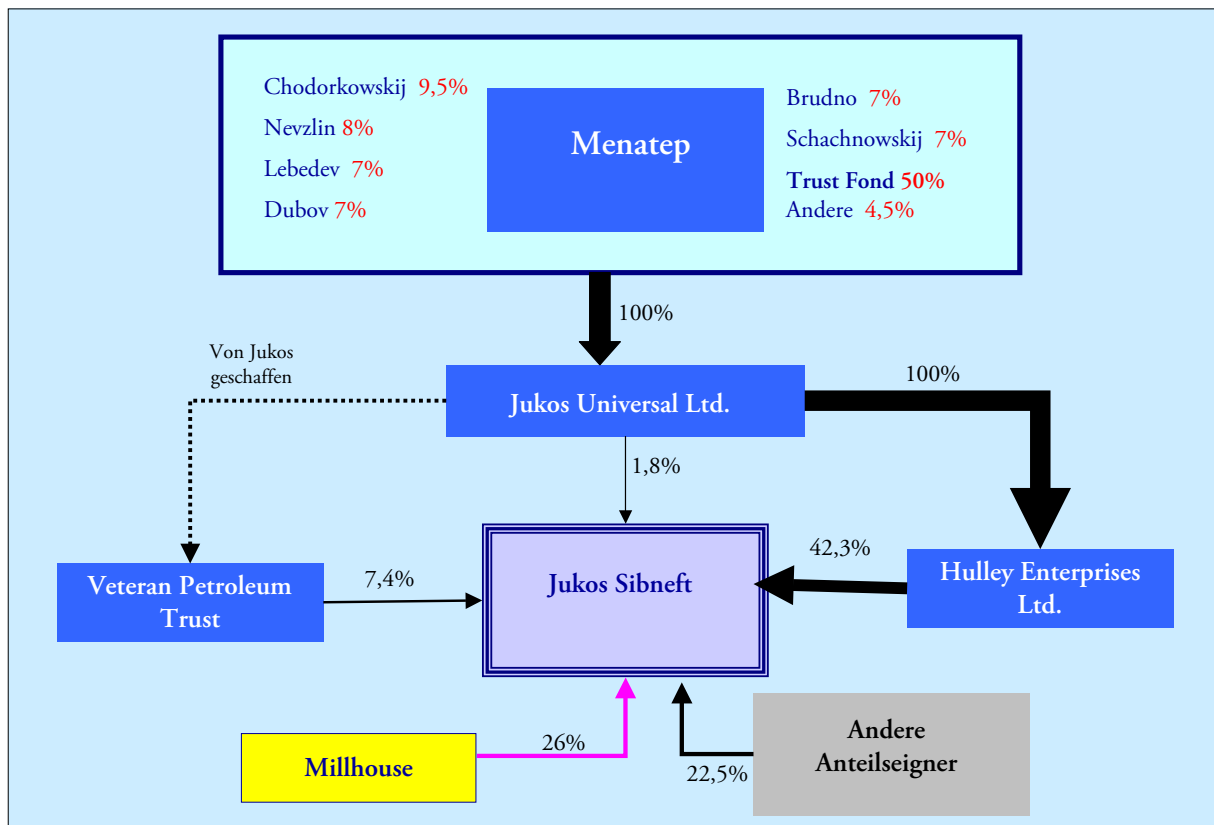 Chodorkowskij 9,5%
Nevzlin 8%
Lebedev 7%
Dubov 7%
Menatep
Brudno 7%
Schachnowskij 7%
Trust Fond 50%
Andere 4,5%
100%
Von Jukos
geschaffen
Jukos Universal Ltd.
100%
1,8%
Veteran Petroleum
Trust
7,4%
Jukos Sibneft
42,3%
Hulley Enterprises
Ltd.
Millhouse
26%
22,5%
Andere
Anteilseigner